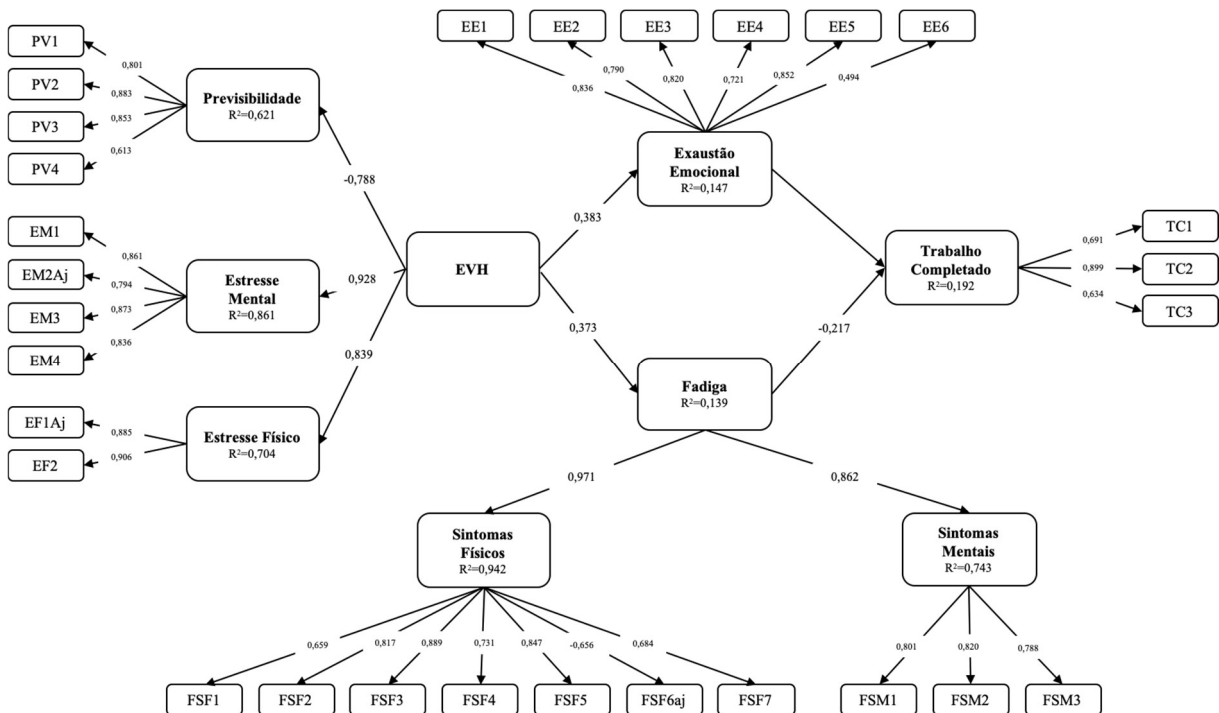 PV1
PV2
PV3
PV4
0,801
0,883
0,853
0,613
Previsibilidade
R²=0,621
EM1
EM2Aj
EM3
EM4
0,861
0,794
0,873
0,836
Estresse
Mental
R²=0,861
EF1Aj
EF2
0,885
0,906
Estresse Físico
R²=0,704
-0,788
0,928
0,839
EVH
0,383
0,373
EE1
EE2
EE3
EE4
EE5
EE6
0,836
0,790
0,820
0,721
0,852
0,494
Exaustão
Emocional
R²=0,147
Fadiga
R²=0,139
-0,217
Trabalho
Completado
R²=0,192
0,691
0,899
0,634
TC1
TC2
TC3
0,971
0,862
Sintomas
Físicos
R²=0,942
Sintomas
Mentais
R²=0,743
0,659
0,817
0,889
0,731
0,847
-0,656
0,684
0,801
0,820
0,788
FSF1
FSF2
FSF3
FSF4
FSF5
FSF6aj
FSF7
FSM1
FSM2
FSM3